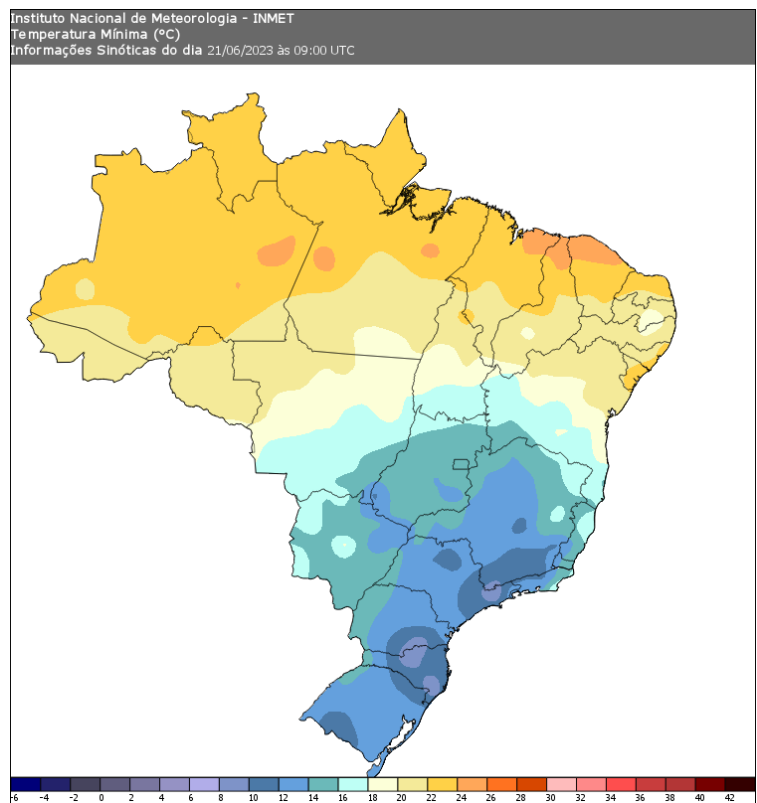 Instituto Nacional de Meteorologia - INMET
Temperatura Mínima (ºC)
Informações Sinóticas do dia 21/06/2023 às 09:00 UTC
-6 -4 -2 0 2 4 6 8 10 12 14 16 18 20 22 24 26 28 30 32 34 36 38 40 42